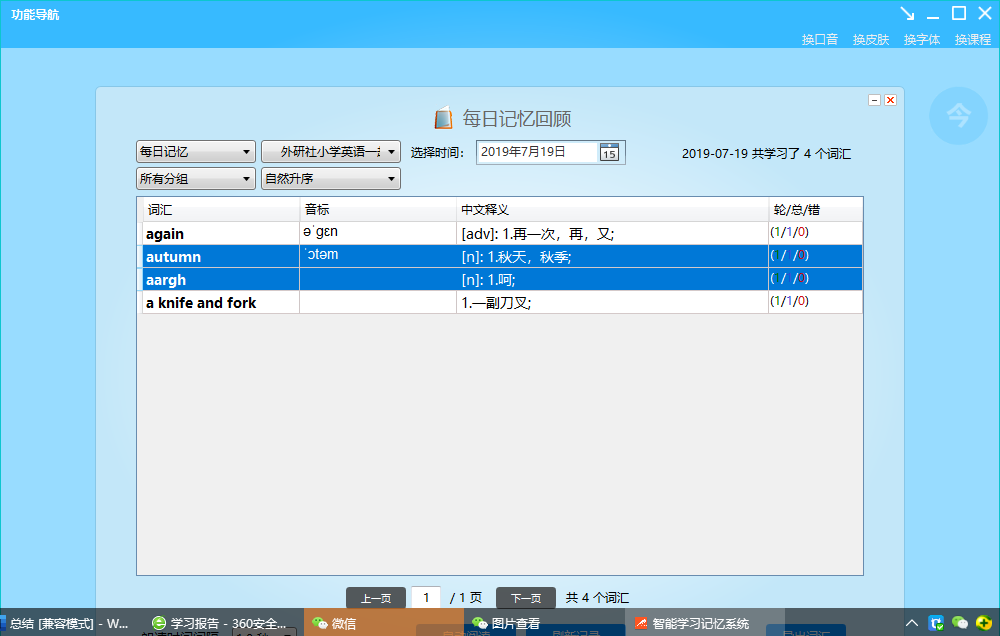 功能导航
换口音 换皮肤 换字体 换课程
今
每日记忆回顾
每日记忆 外研社小学英语一 选择时间: 2019年7月19日 15 2019-07-19 共学习了 4 个词汇
所有分组 自然升序
词汇 音标 中文释义 轮/总/错
again əˈgɛn [adv]: 1.再一次，再，又; (1/1/0)
autumn ˈɔtəm [n]: 1.秋天，秋季; (1/1/0)
aargh [n]: 1.呵; (1/1/0)
a knife and fork 1.一副刀叉; (1/1/0)
上一页 1 / 1 页 下一页 共 4 个词汇
总结 [兼容模式] - W... 学习报告 - 360安全... 微信 图片查看 智能学习记忆系统